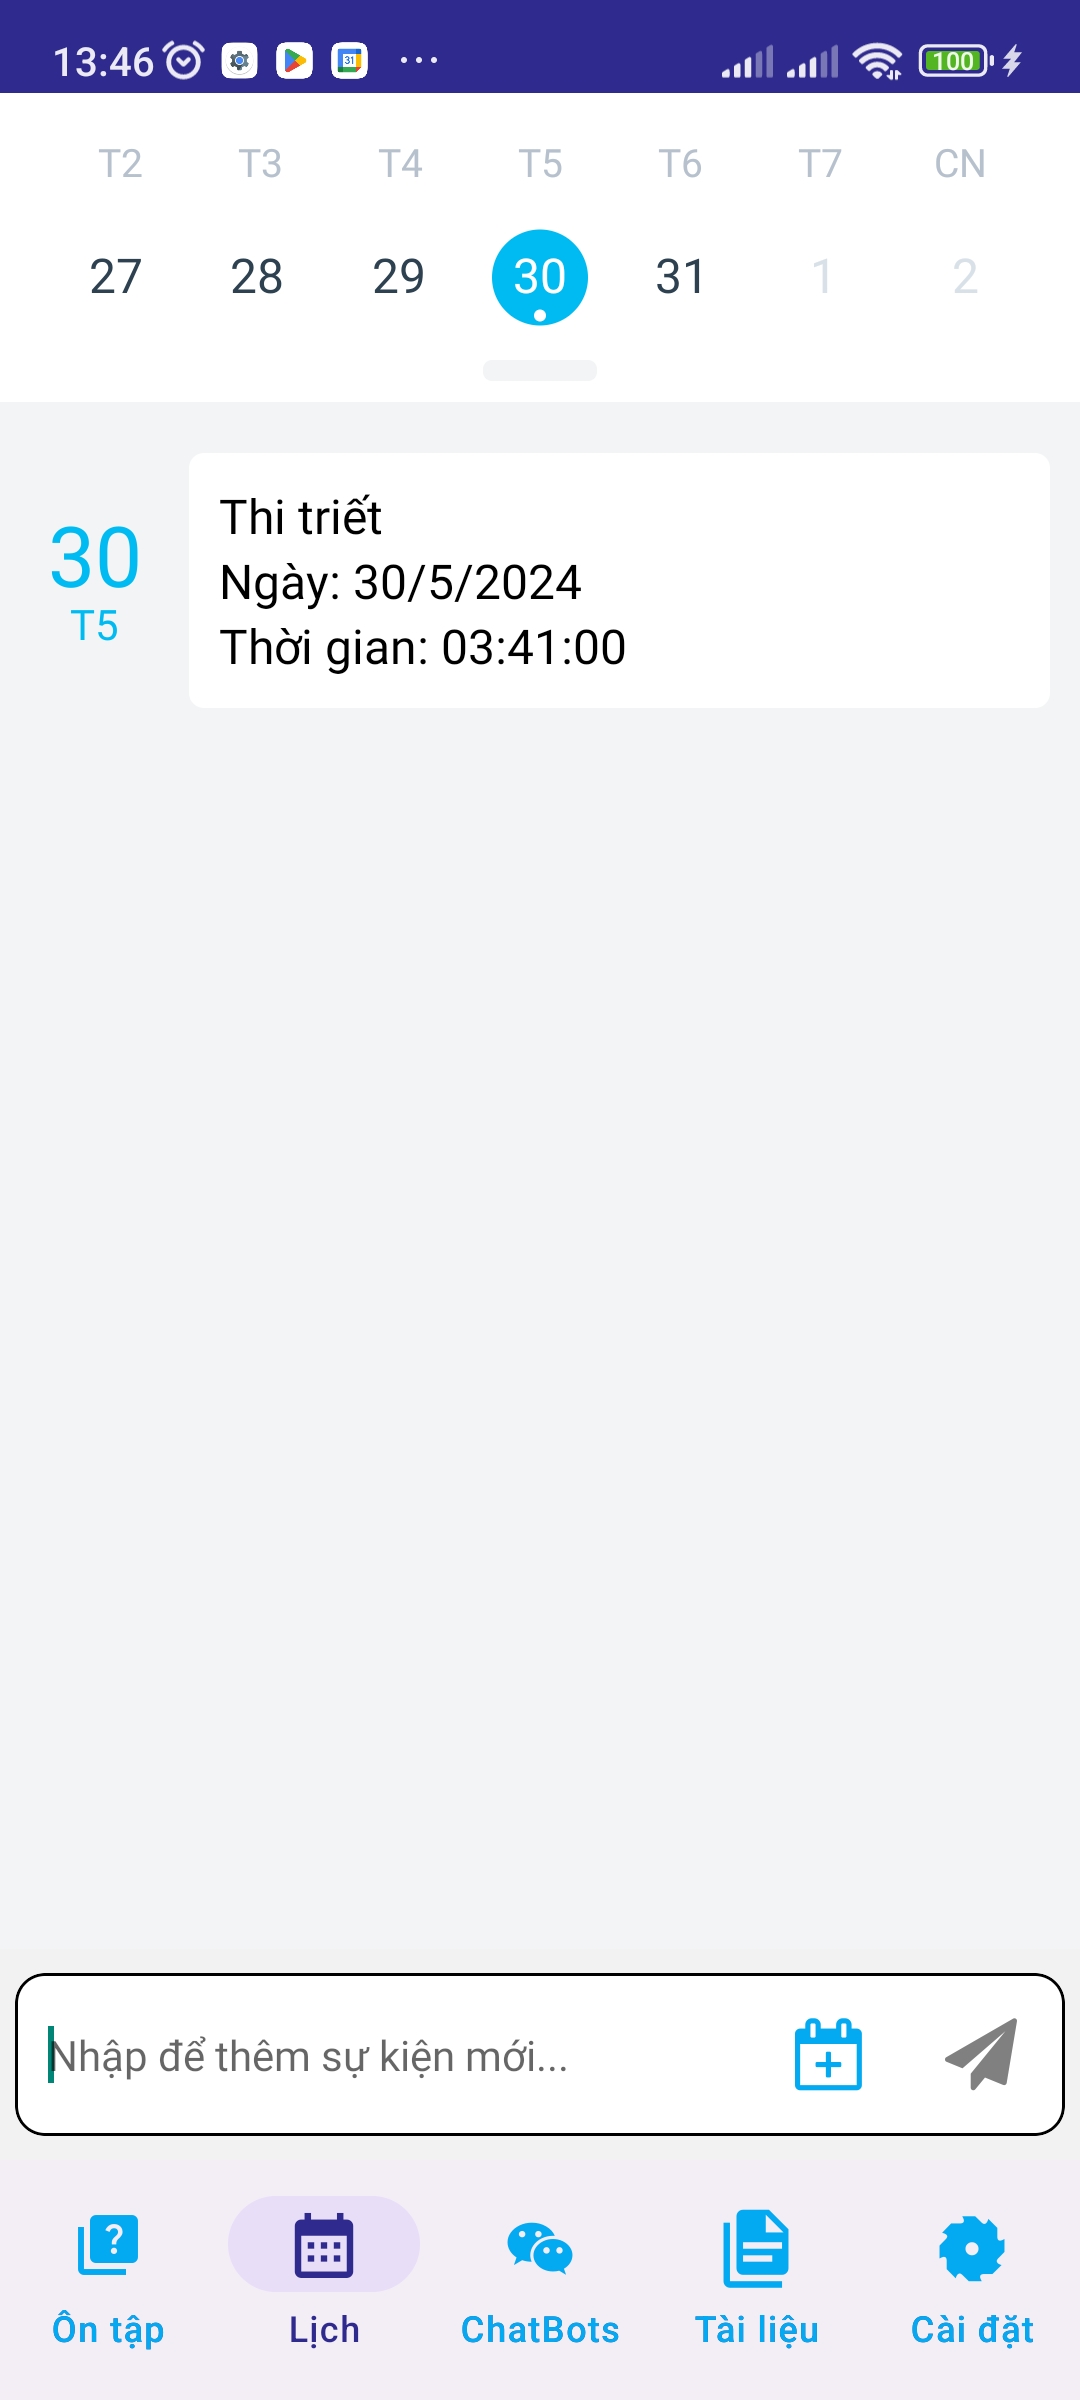 13:46
31
100
T2 T3 T4 T5 T6 T7 CN
27 28 29 30 31 1 2
30
T5
Thi triết
Ngày: 30/5/2024
Thời gian: 03:41:00
Nhập để thêm sự kiện mới...
Ôn tập Lịch ChatBots Tài liệu Cài đặt